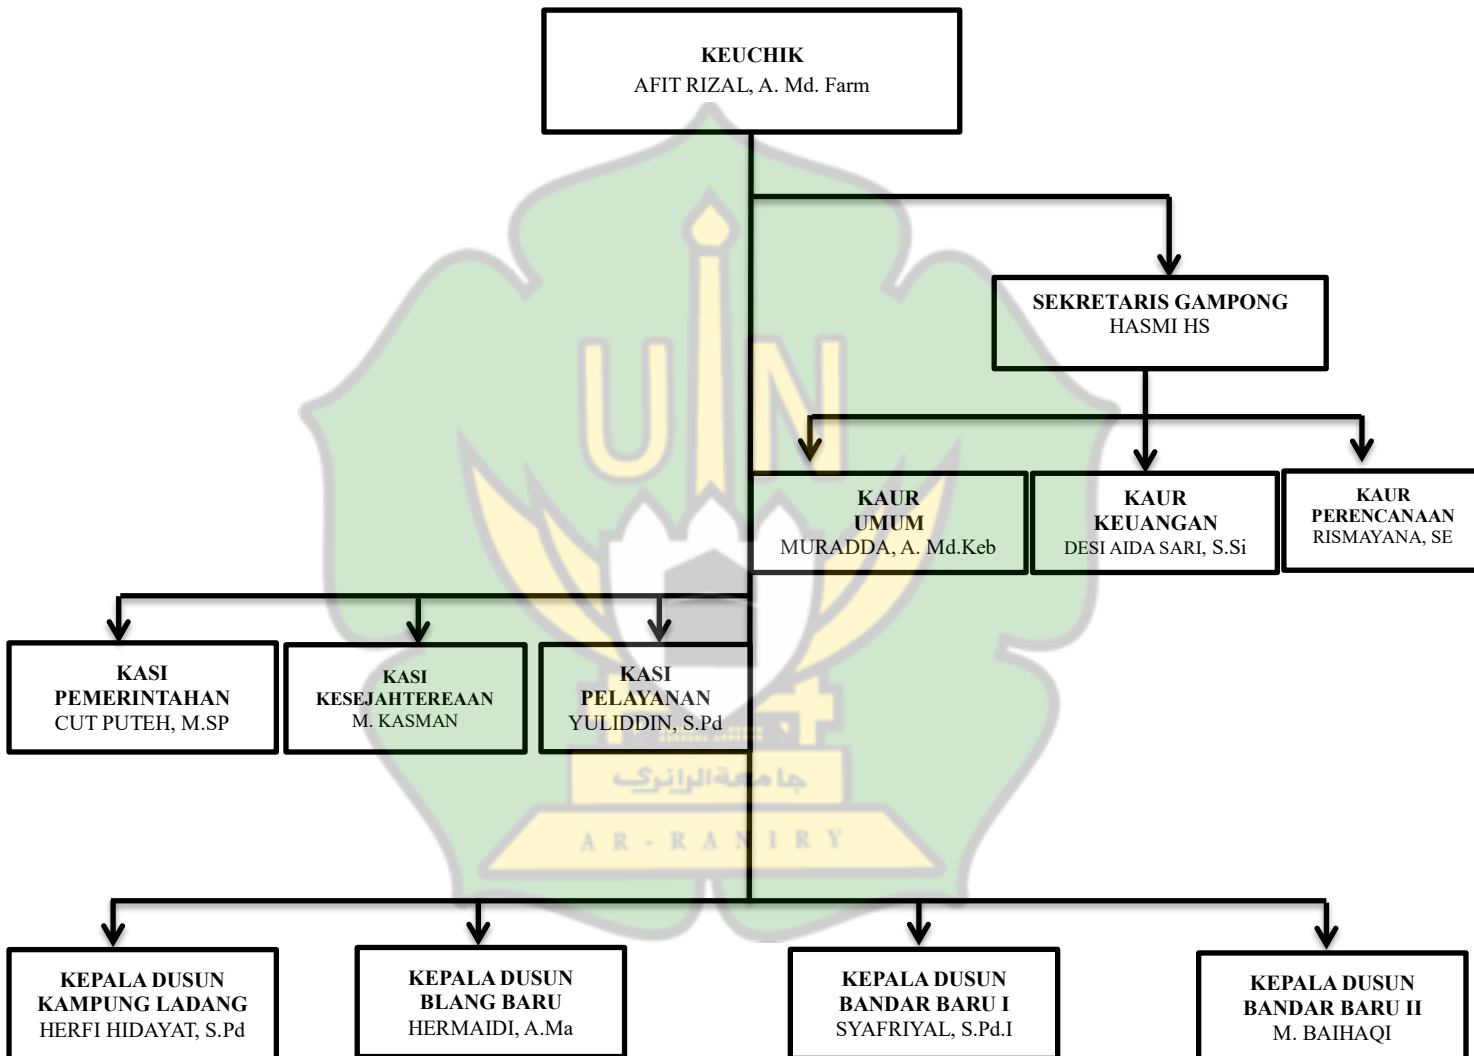 KEUCHIK
AFIT RIZAL, A. Md. Farm
SEKRETARIS GAMPONG
HASMI HS
UIN
KAUR
UMUM
MURADDA, A. Md.Keb
KAUR
KEUANGAN
DESI AIDA SARI, S.Si
KAUR
PERENCANAAN
RISMAYANA, SE
KASI
PEMERINTAHAN
CUT PUTEH, M.SP
KASI
KESEJAHTEREAAN
M. KASMAN
KASI
PELAYANAN
YULIDDIN, S.Pd
جامعة الرانري
AR-RANIRY
KEPALA DUSUN
KAMPUNG LADANG
HERFI HIDAYAT, S.Pd
KEPALA DUSUN
BLANG BARU
HERMAIDI, A.Ma
KEPALA DUSUN
BANDAR BARU I
SYAFRIYAL, S.Pd.I
KEPALA DUSUN
BANDAR BARU II
M. BAIHAQI